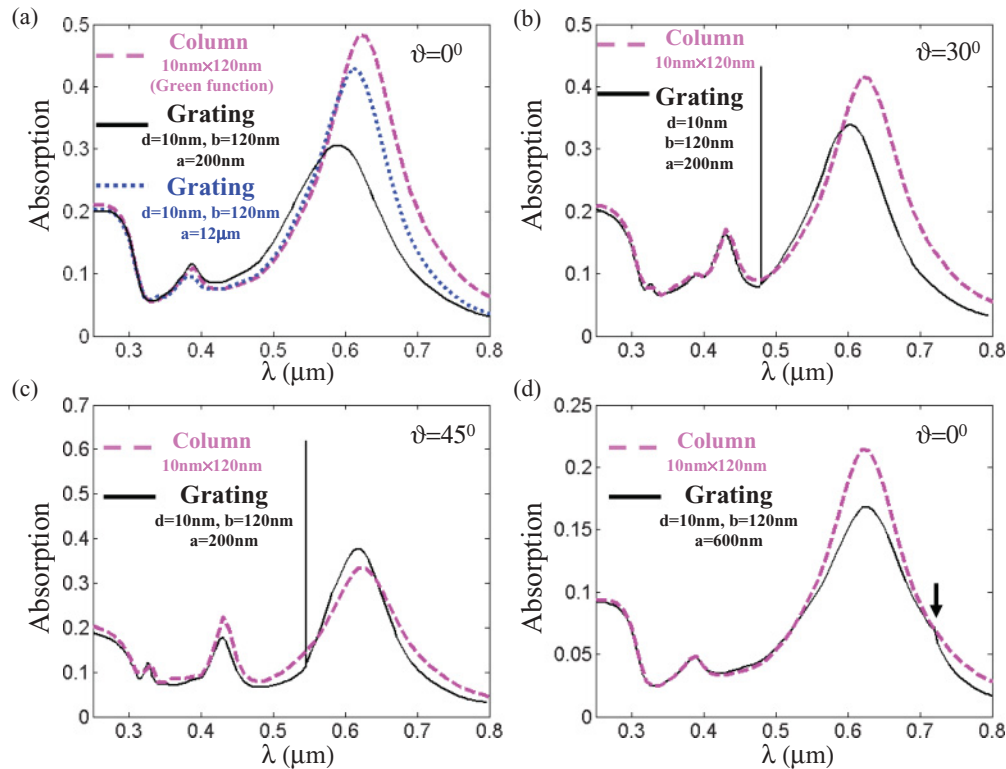 (a)
0.5
0.4
0.3
0.2
0.1
0
Absorption
Column
10nm×120nm
(Green function)
Grating
d=10nm, b=120nm
a=200nm
Grating
d=10nm, b=120nm
a=12μm
ϑ=0⁰
0.3 0.4 0.5 0.6 0.7 0.8
λ (μm)
(b)
0.5
0.4
0.3
0.2
0.1
0
Absorption
Column
10nm×120nm
Grating
d=10nm
b=120nm
a=200nm
ϑ=30⁰
0.3 0.4 0.5 0.6 0.7 0.8
λ (μm)
(c)
0.7
0.6
0.5
0.4
0.3
0.2
0.1
0
Absorption
Column
10nm×120nm
Grating
d=10nm, b=120nm
a=200nm
ϑ=45⁰
0.3 0.4 0.5 0.6 0.7 0.8
λ (μm)
(d)
0.25
0.2
0.15
0.1
0.05
0
Absorption
Column
10nm×120nm
Grating
d=10nm, b=120nm
a=600nm
ϑ=0⁰
0.3 0.4 0.5 0.6 0.7 0.8
λ (μm)